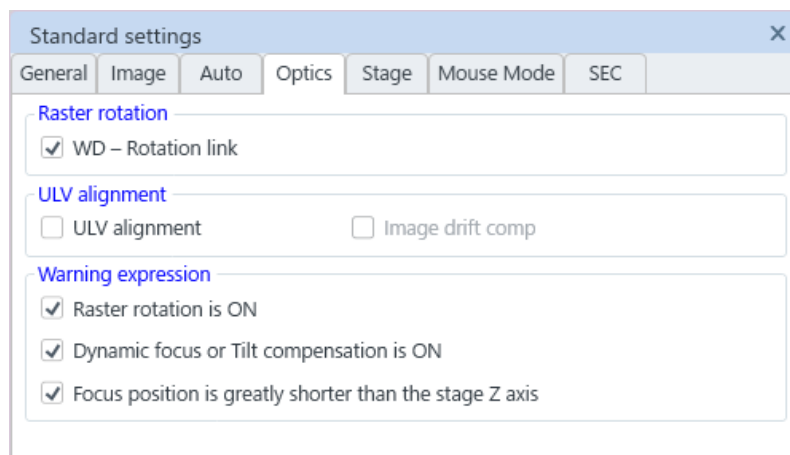 Standard settings
General Image Auto Optics Stage Mouse Mode SEC
Raster rotation
WD – Rotation link
ULV alignment
ULV alignment Image drift comp
Warning expression
Raster rotation is ON
Dynamic focus or Tilt compensation is ON
Focus position is greatly shorter than the stage Z axis